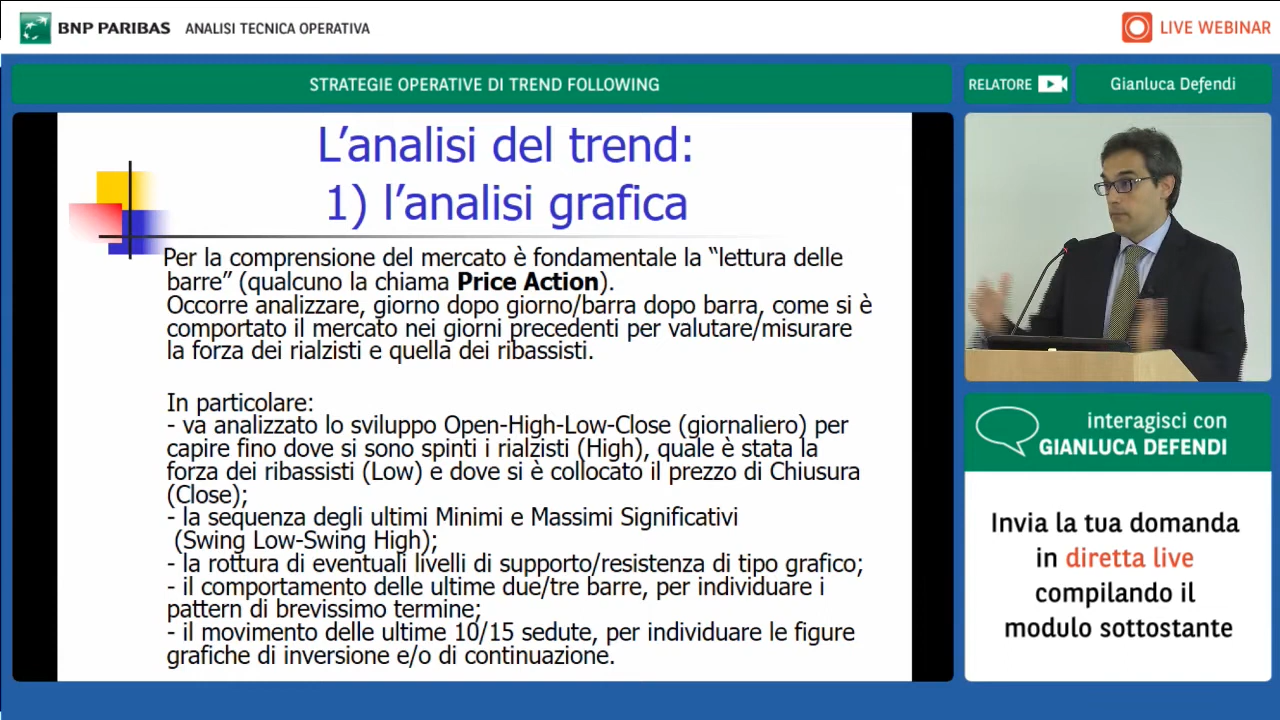 BNP PARIBAS ANALISI TECNICA OPERATIVA
LIVE WEBINAR
STRATEGIE OPERATIVE DI TREND FOLLOWING
RELATORE
Gianluca Defendi
L'analisi del trend:
1) l'analisi grafica
Per la comprensione del mercato è fondamentale la “lettura delle
barre” (qualcuno la chiama Price Action).
Occorre analizzare, giorno dopo giorno/barra dopo barra, come si è
comportato il mercato nei giorni precedenti per valutare/misurare
la forza dei rialzisti e quella dei ribassisti.
In particolare:
- va analizzato lo sviluppo Open-High-Low-Close (giornaliero) per
capire fino dove si sono spinti i rialzisti (High), quale è stata la
forza dei ribassisti (Low) e dove si è collocato il prezzo di Chiusura
(Close);
- la sequenza degli ultimi Minimi e Massimi Significativi
(Swing Low-Swing High);
- la rottura di eventuali livelli di supporto/resistenza di tipo grafico;
- il comportamento delle ultime due/tre barre, per individuare i
pattern di brevissimo termine;
- il movimento delle ultime 10/15 sedute, per individuare le figure
grafiche di inversione e/o di continuazione.
interagisci con
GIANLUCA DEFENDI
Invia la tua domanda
in diretta live
compilando il
modulo sottostante